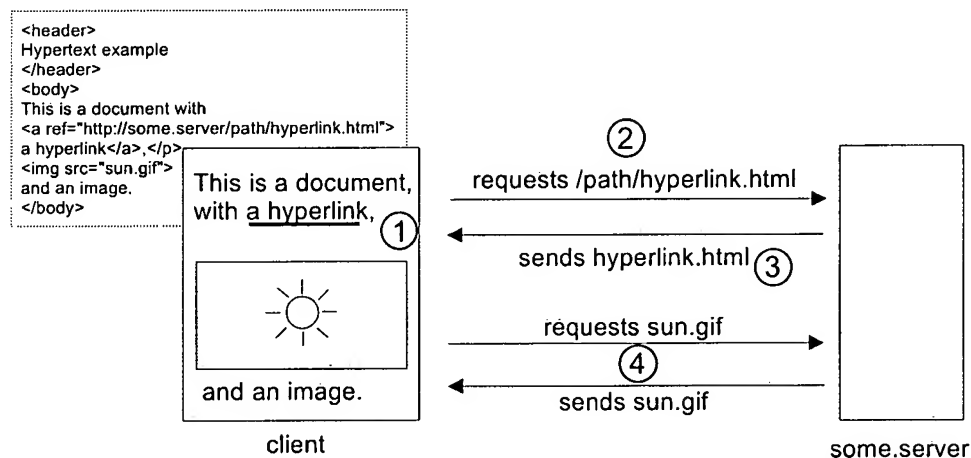 <header>
Hypertext example
</header>
<body>
This is a document with
<a ref="http://some.server/path/hyperlink.html">
a hyperlink</a>,</p>
<img src="sun.gif">
and an image.
</body>
This is a document,
with a hyperlink,
1
and an image.
client
2
requests /path/hyperlink.html
sends hyperlink.html
3
requests sun.gif
4
sends sun.gif
some.server